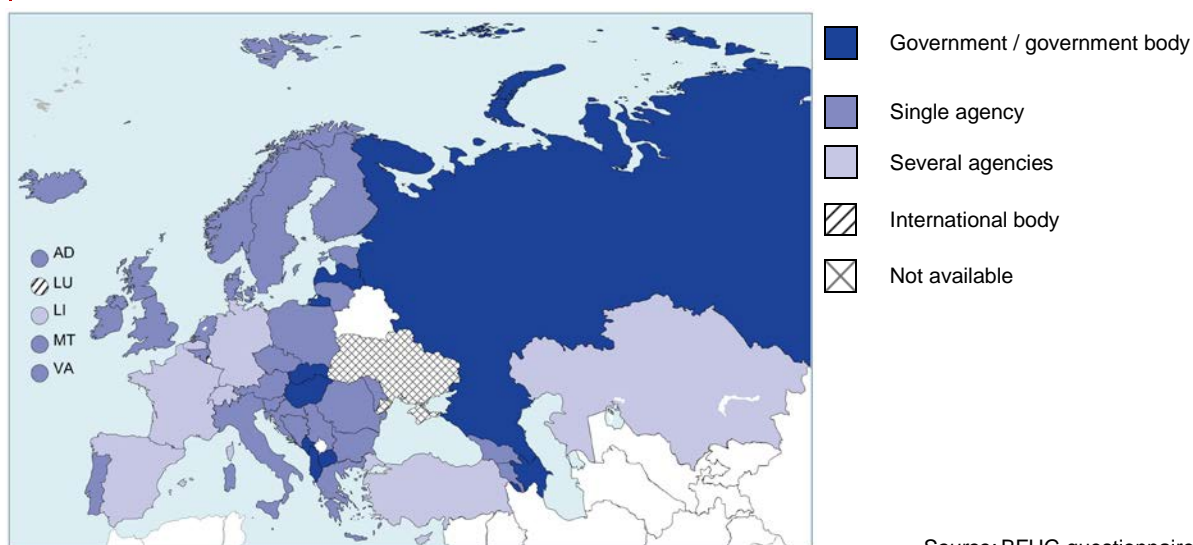 Government / government body
Single agency
Several agencies
International body
Not available
AD
LU
LI
MT
VA